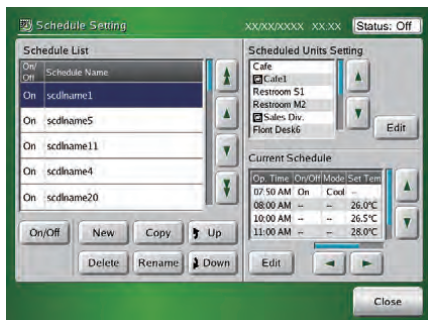 Schedule Setting
XX/XX/XXXX XX:XX
Status: Off
Schedule List
On/Off Schedule Name
On scdlname1
On scdlname5
On scdlname11
On scdlname4
On scdlname20
On/Off New Copy Up
Delete Rename Down
Scheduled Units Setting
Cafe
Cafe1
Restroom S1
Restroom M2
Sales Div.
Flont Desk6
Edit
Current Schedule
Op. Time On/Off Mode Set Tem
07:50 AM On Cool --
08:00 AM -- -- 26.0°C
10:00 AM -- -- 26.5°C
11:00 AM -- -- 28.0°C
Edit
Close